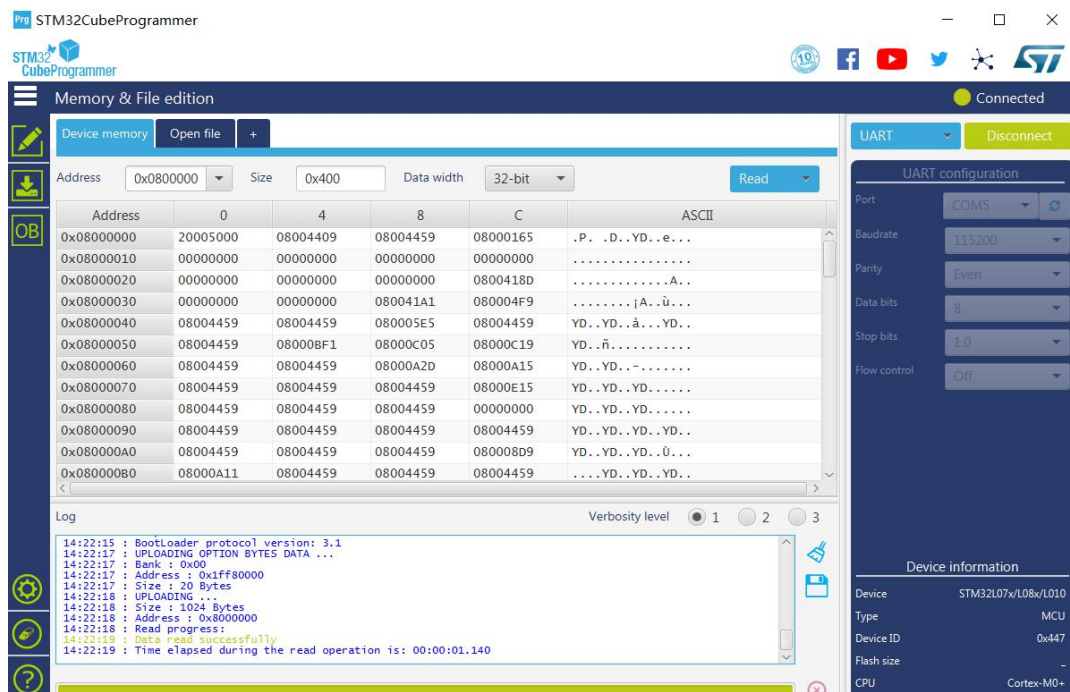 Prg STM32CubeProgrammer
STM32
CubeProgrammer
10
ST
Memory & File edition
Connected
Device memory Open file +
UART Disconnect
Address 0x0800000 Size 0x400 Data width 32-bit Read
UART configuration
Port COM5
Baudrate 115200
Parity Even
Data bits 8
Stop bits 1.0
Flow control Off
OB
Address 0 4 8 C ASCII
0x08000000 20005000 08004409 08004459 08000165 .P. .D..YD..e...
0x08000010 00000000 00000000 00000000 00000000 ................
0x08000020 00000000 00000000 00000000 0800418D .............A..
0x08000030 00000000 00000000 080041A1 080004F9 ........¡A..ù...
0x08000040 08004459 08004459 080005E5 08004459 YD..YD..å...YD..
0x08000050 08004459 08000BF1 08000C05 08000C19 YD..ñ...........
0x08000060 08004459 08004459 08000A2D 08000A15 YD..YD..-.......
0x08000070 08004459 08004459 08004459 08000E15 YD..YD..YD......
0x08000080 08004459 08004459 08004459 00000000 YD..YD..YD......
0x08000090 08004459 08004459 08004459 08004459 YD..YD..YD..YD..
0x080000A0 08004459 08004459 08004459 080008D9 YD..YD..YD..Ù...
0x080000B0 08000A11 08004459 08004459 08004459 ....YD..YD..YD..
Log Verbosity level 1 2 3
14:22:15 : BootLoader protocol version: 3.1
14:22:17 : UPLOADING OPTION BYTES DATA ...
14:22:17 : Bank : 0x00
14:22:17 : Address : 0x1ff80000
14:22:17 : Size : 20 Bytes
14:22:18 : UPLOADING ...
14:22:18 : Size : 1024 Bytes
14:22:18 : Address : 0x8000000
14:22:18 : Read progress:
14:22:19 : Data read successfully
14:22:19 : Time elapsed during the read operation is: 00:00:01.140
Device information
Device STM32L07x/L08x/L010
Type MCU
Device ID 0x447
Flash size –
CPU Cortex-M0+